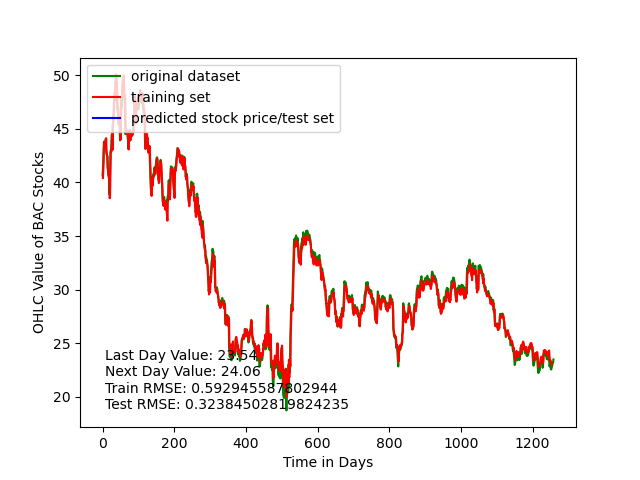 original dataset
training set
predicted stock price/test set
OHLC Value of BAC Stocks
50
45
40
35
30
25
20
Last Day Value: 23.54
Next Day Value: 24.06
Train RMSE: 0.592945587802944
Test RMSE: 0.32384502819824235
0 200 400 600 800 1000 1200
Time in Days